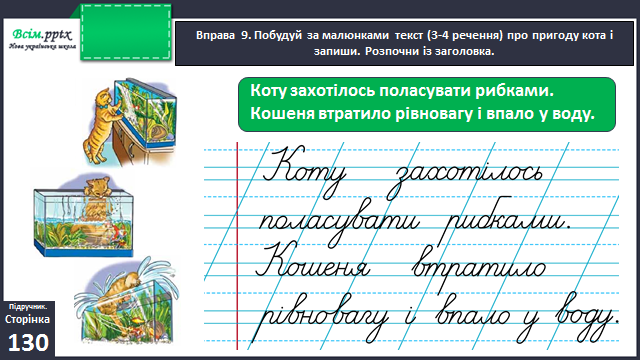 Всім.pptx
Нова українська школа
Вправа 9. Побудуй за малюнками текст (3-4 речення) про пригоду кота і
запиши. Розпочни із заголовка.
Коту захотілось поласувати рибками.
Кошеня втратило рівновагу і впало у воду.
Коту захотілось
поласувати рибками.
Кошеня втратило
рівновагу і впало у воду.
Підручник.
Сторінка
130